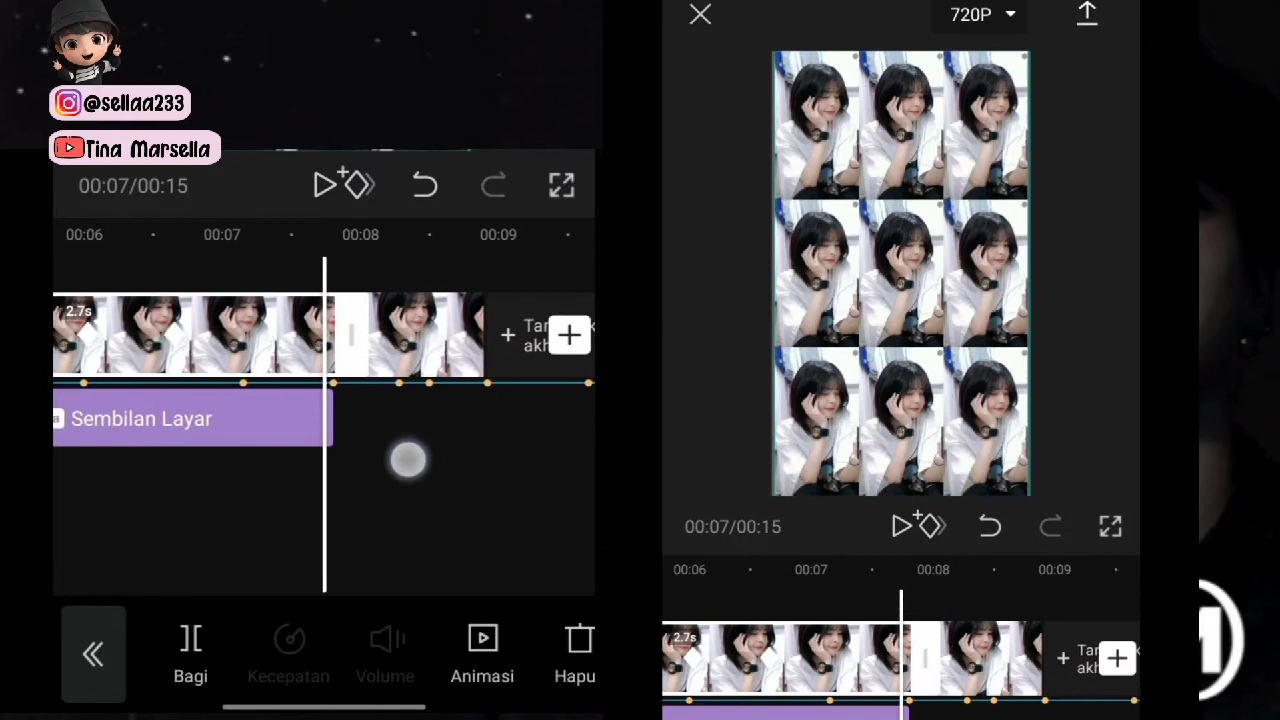 @sellaa233
Tina Marsella
00:07/00:15
00:06
00:07
00:08
00:09
2.7s
Sembilan Layar
Bagi
Kecepatan
Volume
Animasi
Hapu
720P
00:07/00:15
00:06
00:07
00:08
00:09
2.7s